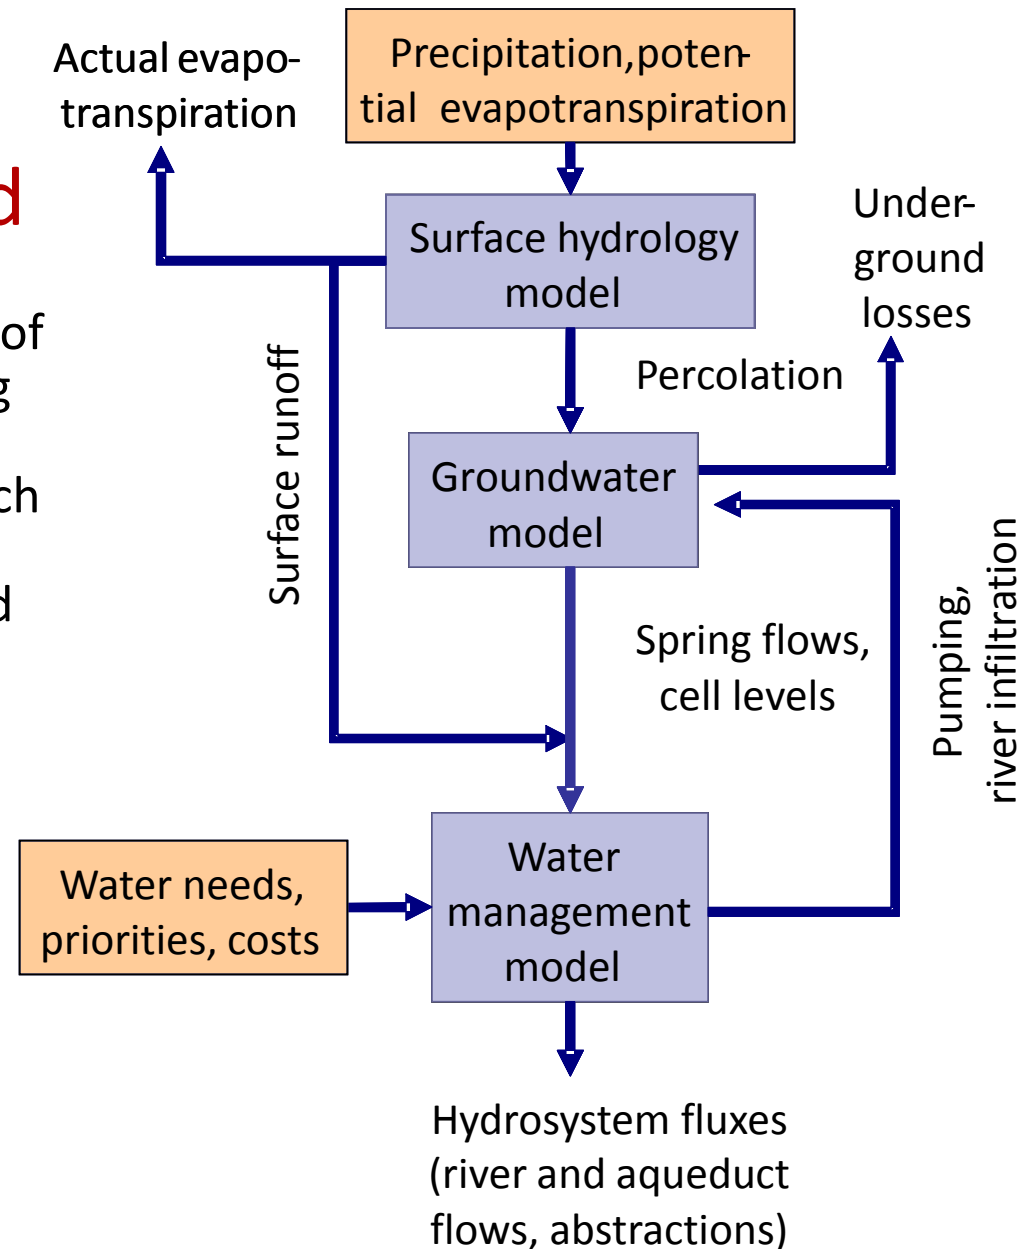 Actual evapo-
transpiration
Precipitation,poten-
tial evapotranspiration
d
Surface hydrology
model
Under-
ground
losses
of
g
ch
d
Surface runoff
Percolation
Groundwater
model
Spring flows,
cell levels
Pumping,
river infiltration
Water needs,
priorities, costs
Water
management
model
Hydrosystem fluxes
(river and aqueduct
flows, abstractions)